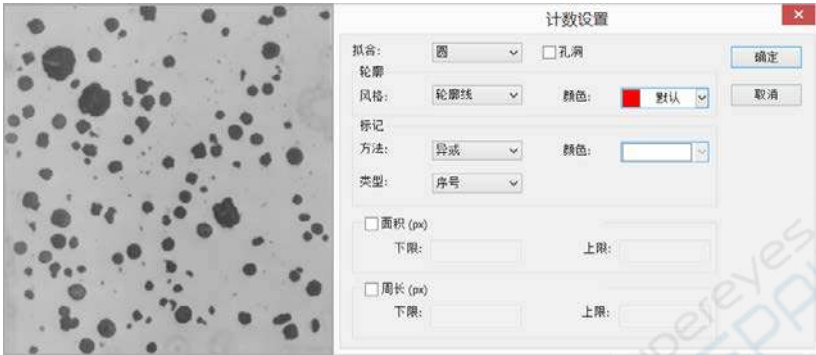 计数设置
拟合: 圆 孔洞 确定
轮廓
风格: 轮廓线 颜色: 默认 取消
标记
方法: 异或 颜色:
类型: 序号
面积 (px)
下限: 上限:
周长 (px)
下限: 上限: